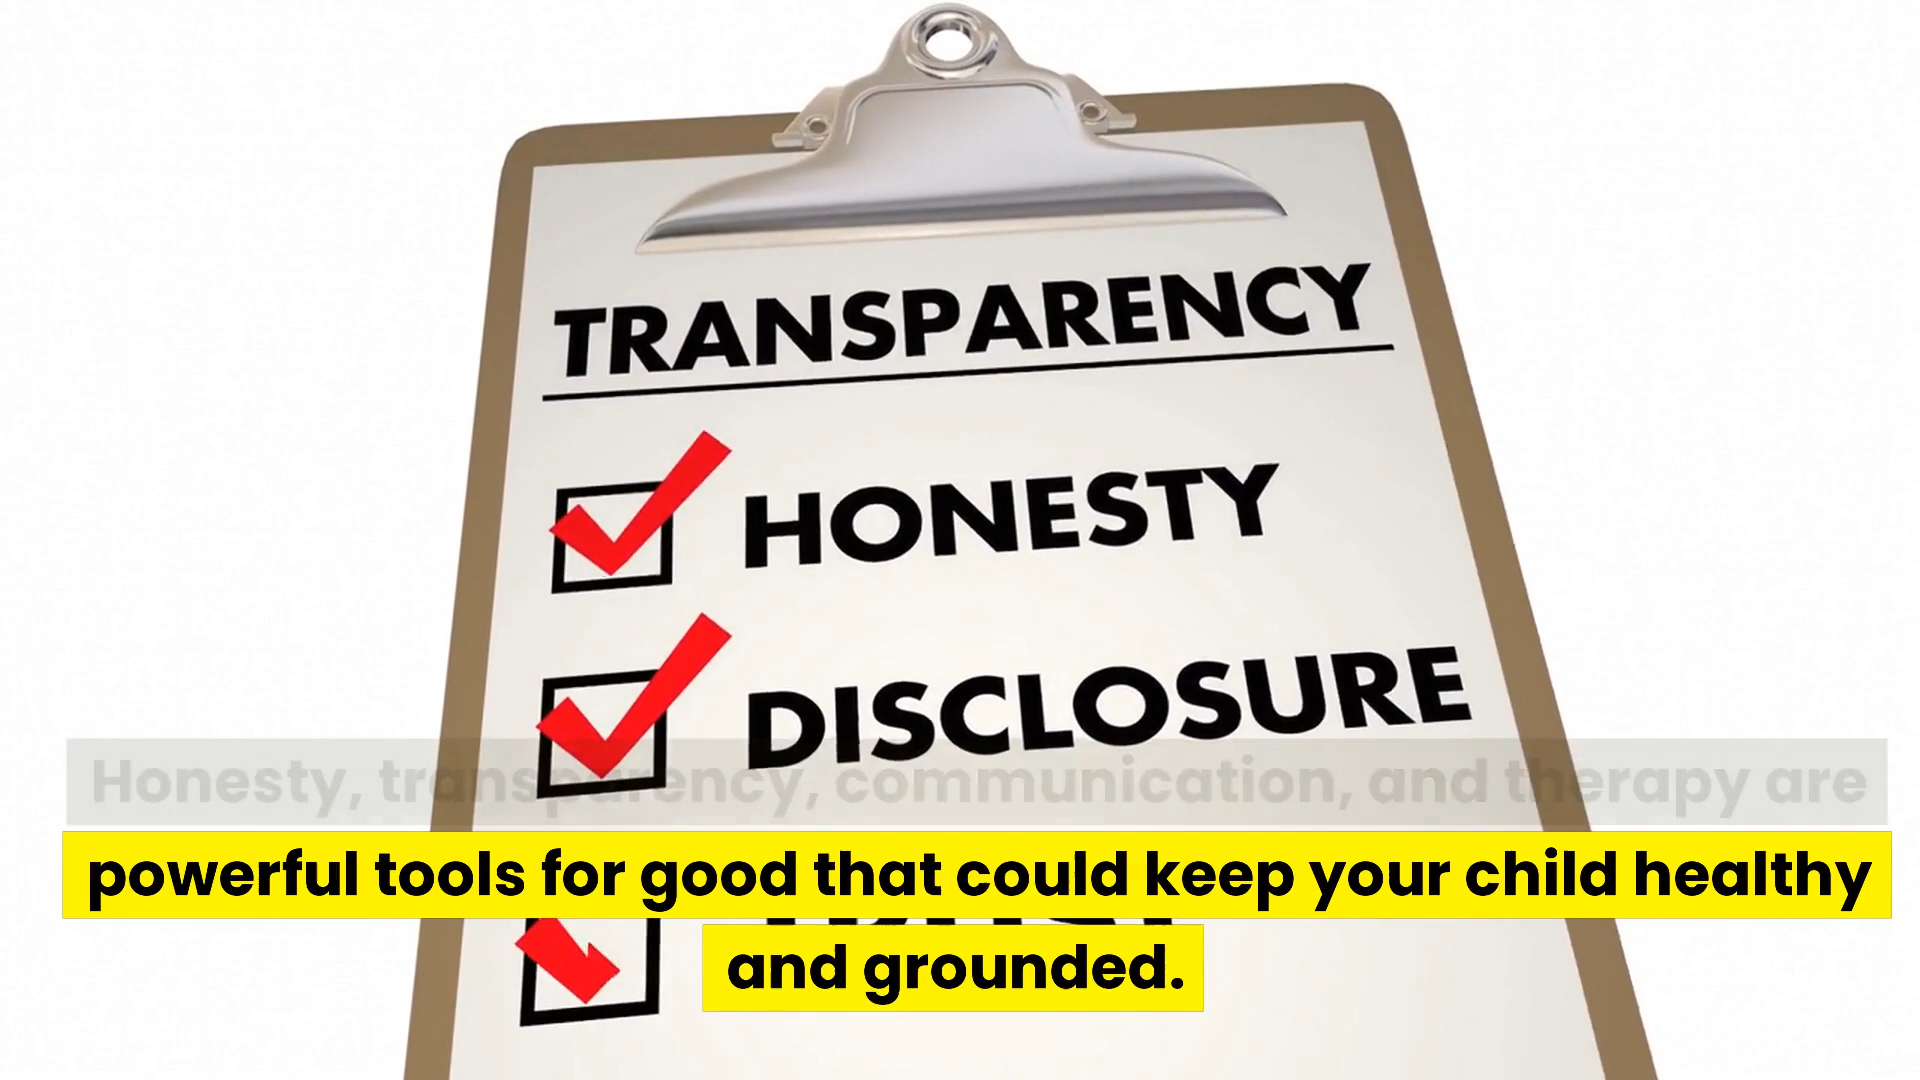 TRANSPARENCY
HONESTY
DISCLOSURE
Honesty, transparency, communication, and therapy are
powerful tools for good that could keep your child healthy
and grounded.